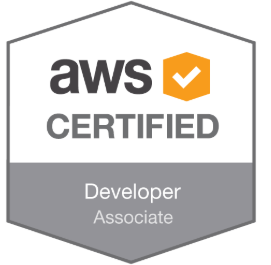 aws
CERTIFIED
Developer
Associate